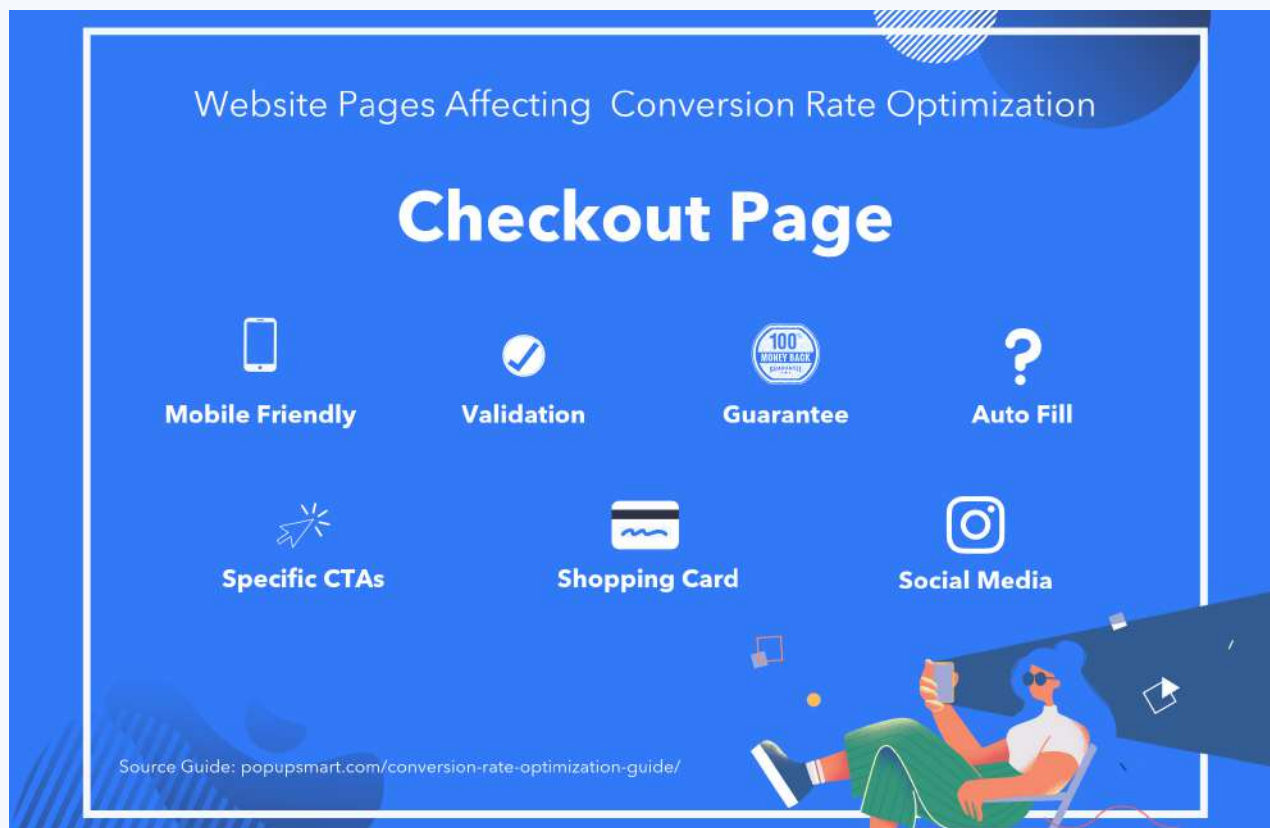 Website Pages Affecting Conversion Rate Optimization
Checkout Page
100%
MONEY BACK
GUARANTEE
Mobile Friendly
Validation
Guarantee
Auto Fill
Specific CTAs
Shopping Card
Social Media
Source Guide: popupsmart.com/conversion-rate-optimization-guide/